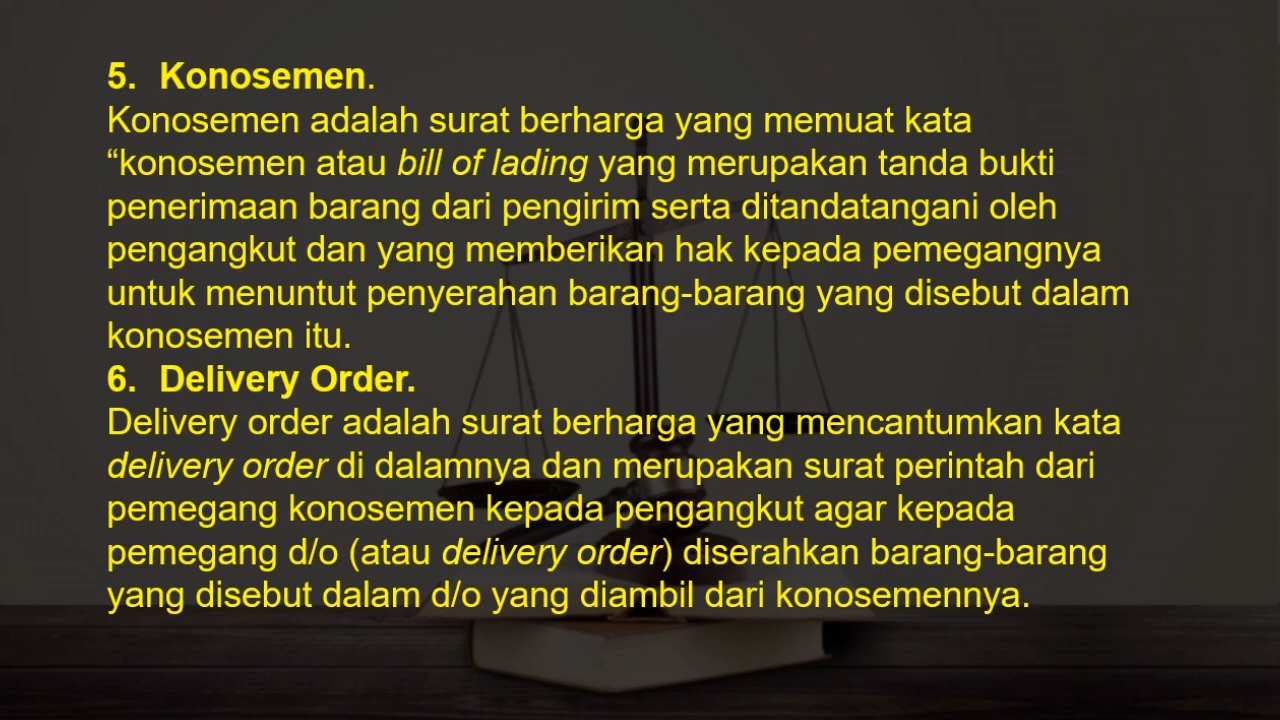 5. Konosemen.
Konosemen adalah surat berharga yang memuat kata
“konosemen atau bill of lading yang merupakan tanda bukti
penerimaan barang dari pengirim serta ditandatangani oleh
pengangkut dan yang memberikan hak kepada pemegangnya
untuk menuntut penyerahan barang-barang yang disebut dalam
konosemen itu.
6. Delivery Order.
Delivery order adalah surat berharga yang mencantumkan kata
delivery order di dalamnya dan merupakan surat perintah dari
pemegang konosemen kepada pengangkut agar kepada
pemegang d/o (atau delivery order) diserahkan barang-barang
yang disebut dalam d/o yang diambil dari konosemennya.